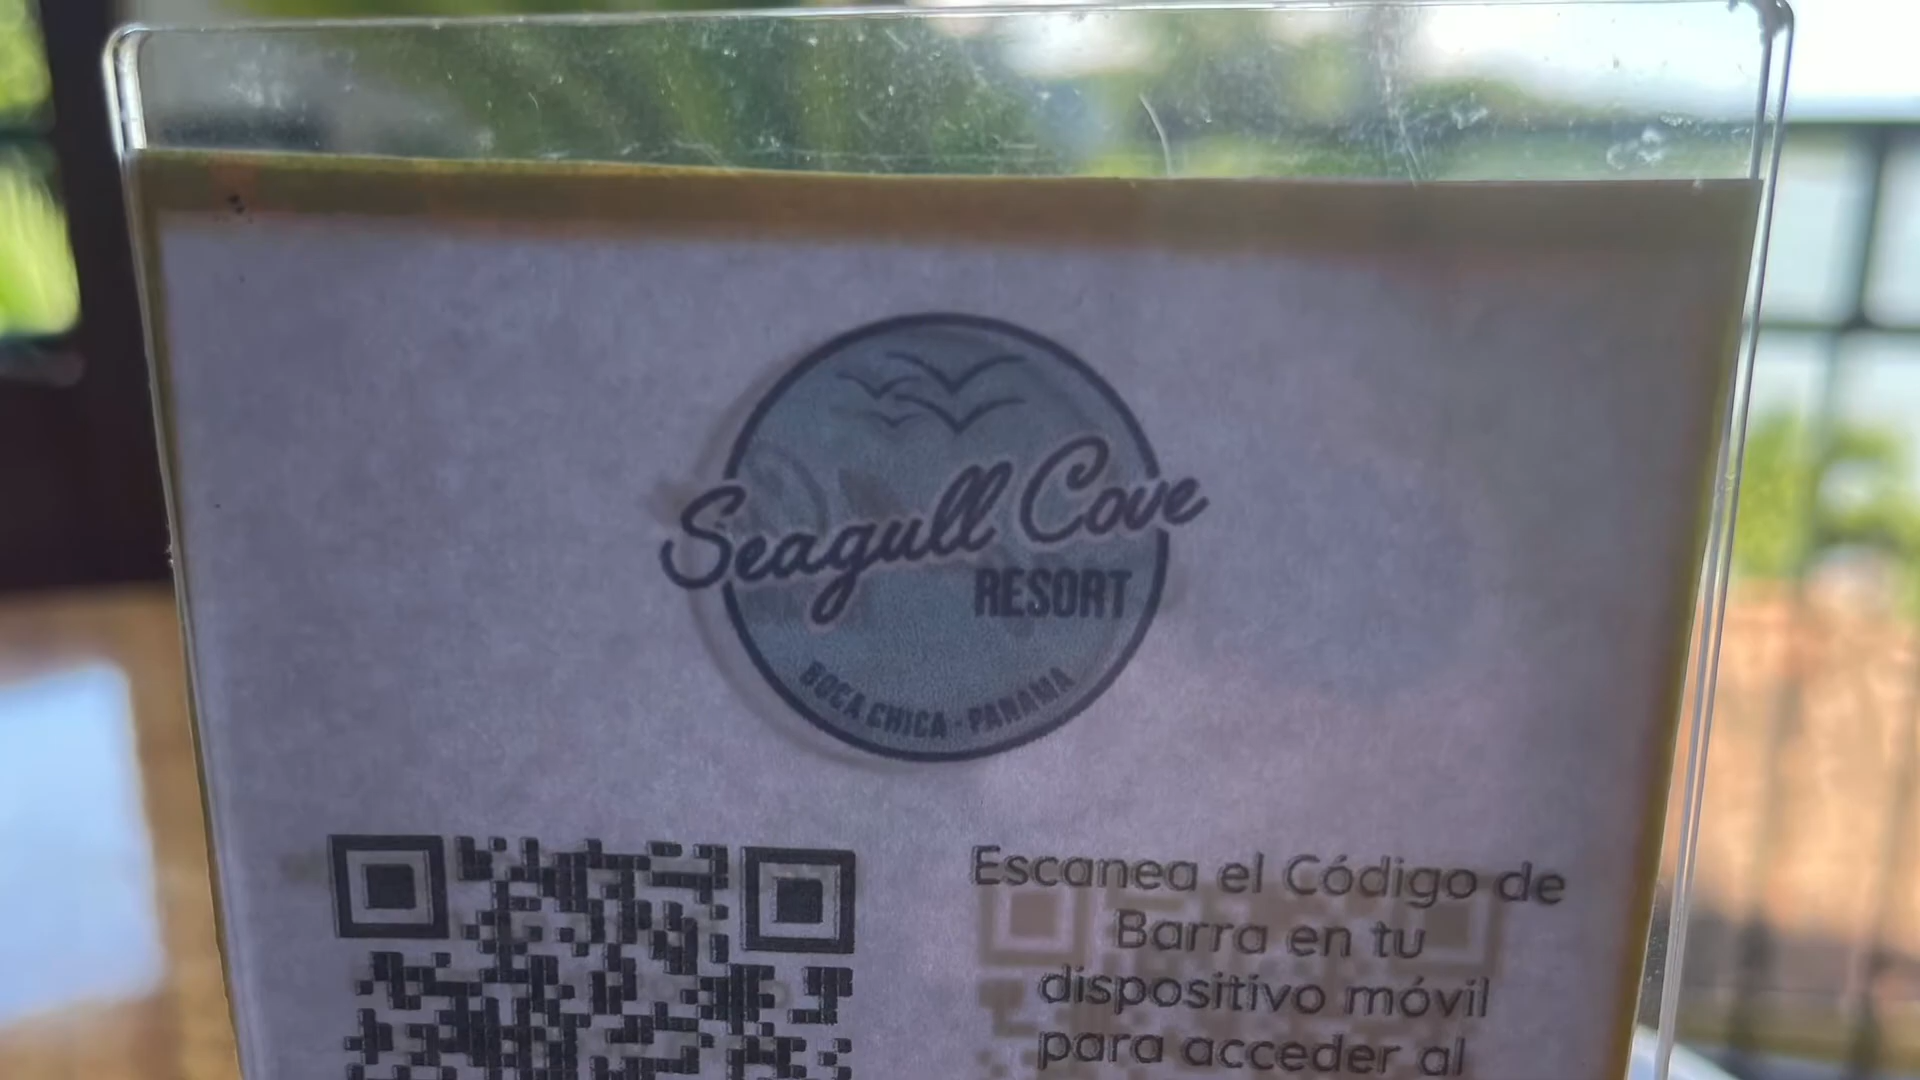 Seagull Cove
RESORT
BOCA CHICA - PANAMA
Escanea el Código de
Barra en tu
dispositivo móvil
para acceder al